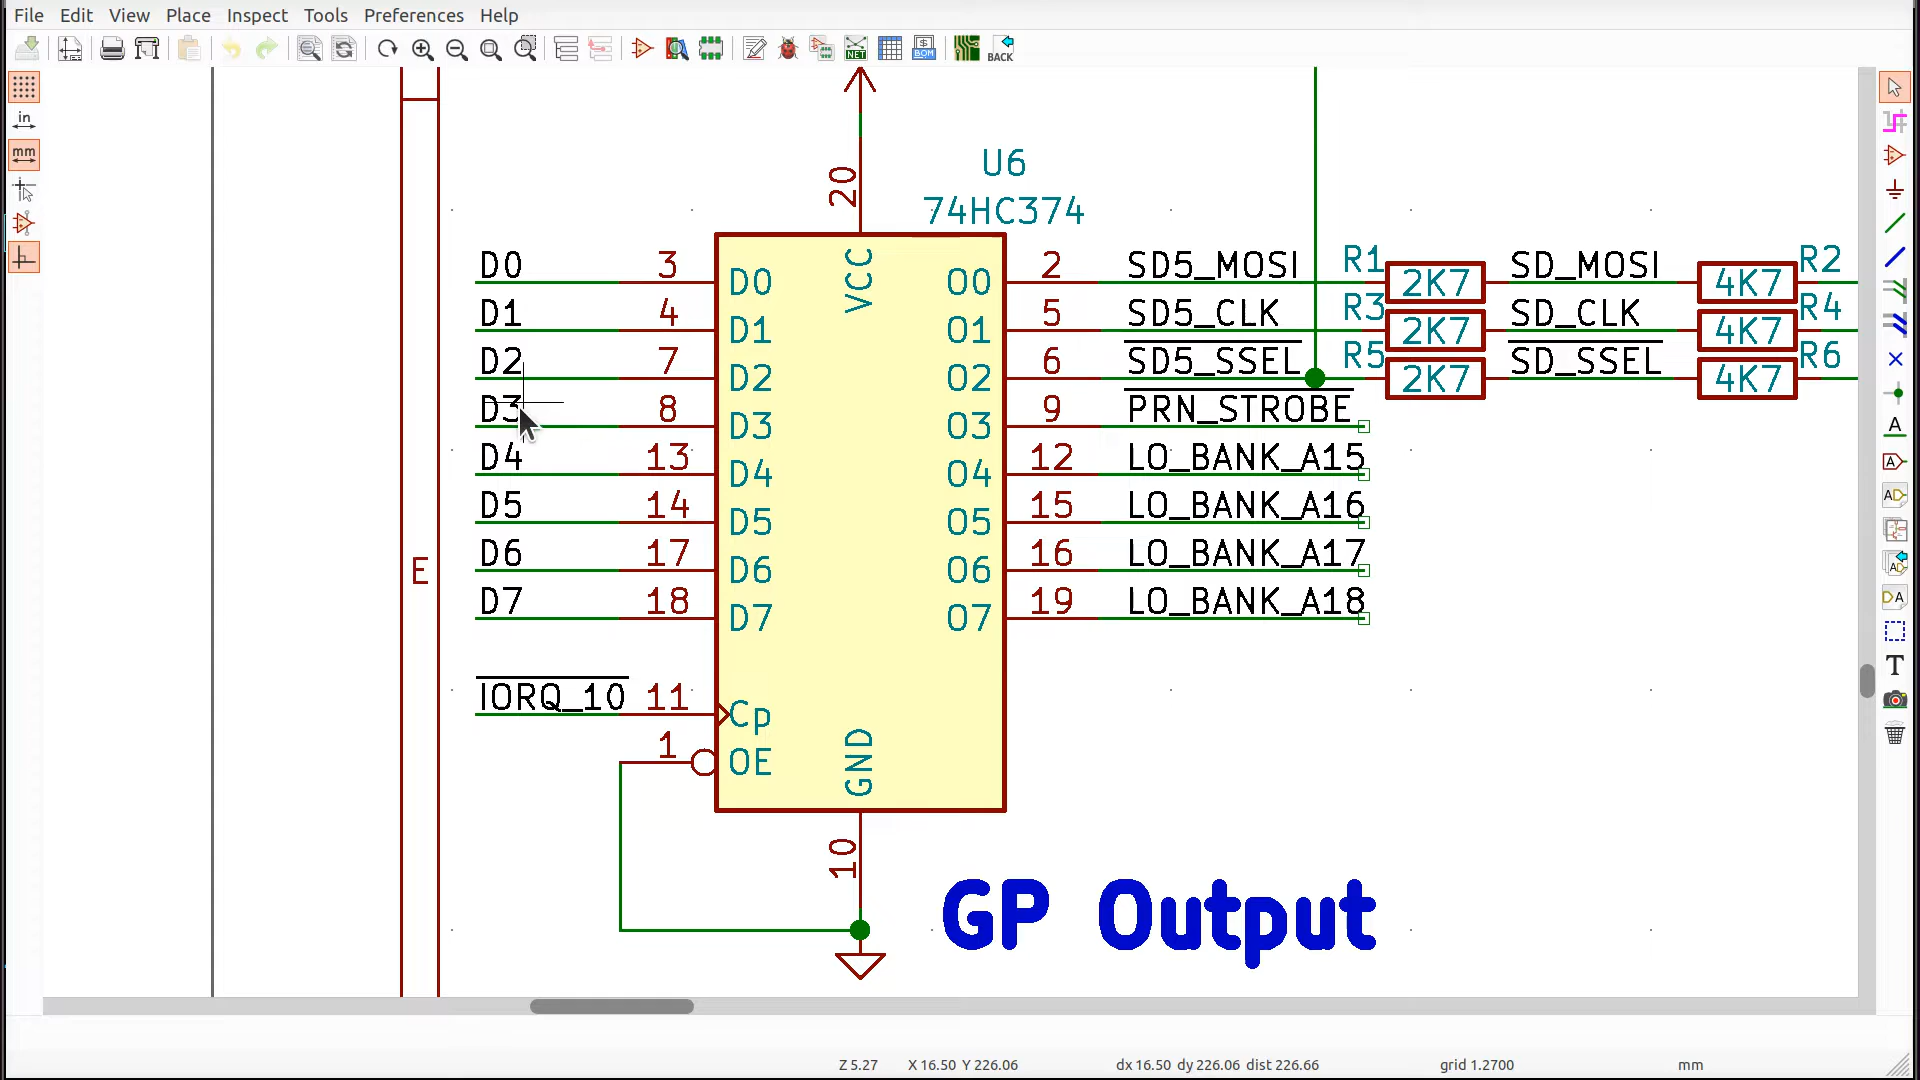 File Edit View Place Inspect Tools Preferences Help
BOM NET BACK
in
mm
20
U6
74HC374
D0 3 D0 VCC O0 2 SD5_MOSI R1 2K7 SD_MOSI 4K7 R2
D1 4 D1 O1 5 SD5_CLK R3 2K7 SD_CLK 4K7 R4
D2 7 D2 O2 6 SD5_SSEL R5 2K7 SD_SSEL 4K7 R6
D3 8 D3 O3 9 PRN_STROBE
D4 13 D4 O4 12 LO_BANK_A15
D5 14 D5 O5 15 LO_BANK_A16
E D6 17 D6 O6 16 LO_BANK_A17
D7 18 D7 O7 19 LO_BANK_A18
IORQ_10 11 Cp
1 OE GND
10
GP Output
A
A
AD
AD
DA
T
Z 5.27 X 16.50 Y 226.06 dx 16.50 dy 226.06 dist 226.66 grid 1.2700 mm